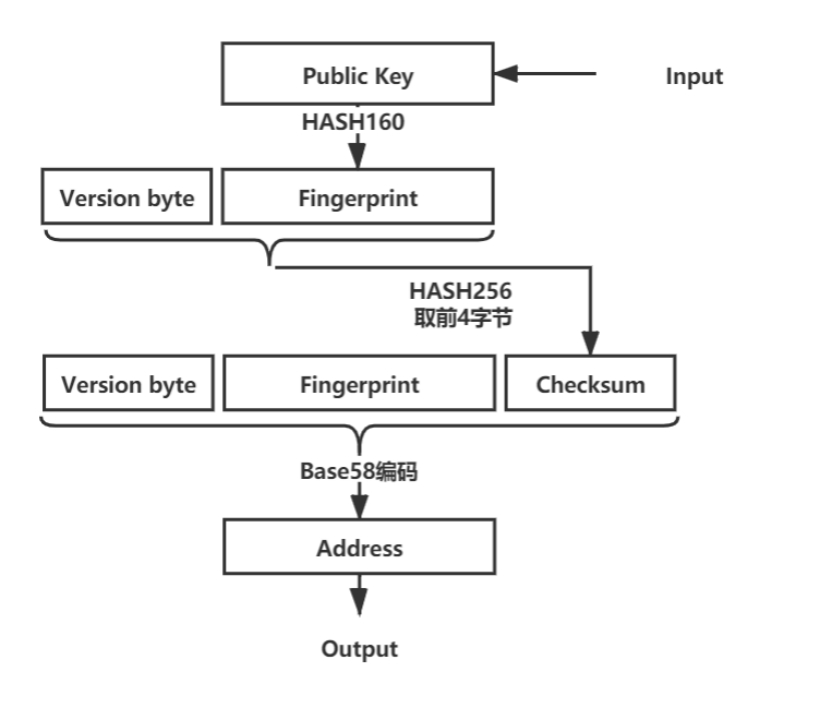 Public Key
Input
HASH160
Version byte
Fingerprint
HASH256
取前4字节
Version byte
Fingerprint
Checksum
Base58编码
Address
Output